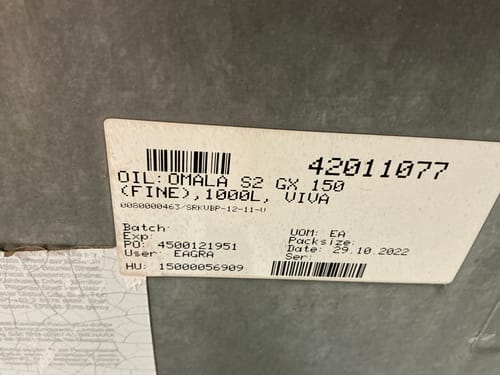 42011077
OIL:OMALA S2 GX 150
(FINE),1000L, VIVA
0080000463/SRKVBP-12-11-V
Batch:
Exp:
PO: 4500121951
User: EAGRA
HU: 15000056909
UOM: EA
Packsize:
Date: 29.10.2022
Ser: